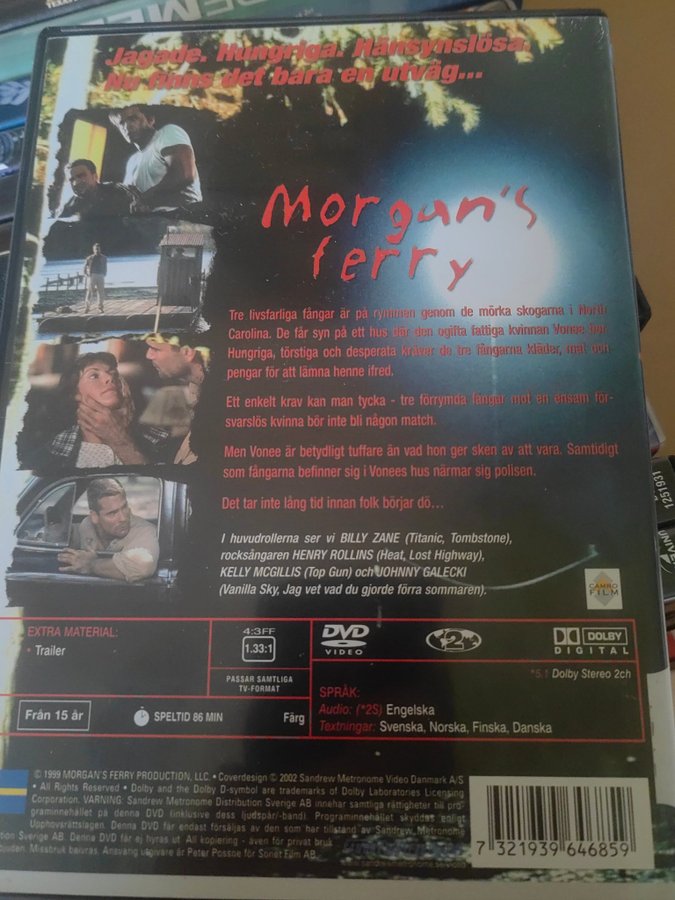 Jagade. Hungriga. Hänsynslösa.
Nu finns det bara en utväg...
Morgan's
ferry
Tre livsfarliga fångar är på rymmen genom de mörka skogarna i North
Carolina. De får syn på ett hus där den ogifta fattiga kvinnan Vonee bor
Hungriga, törstiga och desperata kräver de tre fångarna kläder, mat och
pengar för att lämna henne ifred.
Ett enkelt krav kan man tycka - tre förrymda fångar mot en ensam för-
svarslös kvinna bör inte bli någon match.
Men Vonee är betydligt tuffare än vad hon ger sken av att vara. Samtidigt
som fångarna befinner sig i Vonees hus närmar sig polisen.
Det tar inte lång tid innan folk börjar dö...
I huvudrollerna ser vi BILLY ZANE (Titanic, Tombstone),
rocksångaren HENRY ROLLINS (Heat, Lost Highway),
KELLY MCGILLIS (Top Gun) och JOHNNY GALECKI
(Vanilla Sky, Jag vet vad du gjorde förra sommaren).
CAMEO
FILM
EXTRA MATERIAL:
• Trailer
4:3FF
1.33:1
PASSAR SAMTLIGA
TV-FORMAT
DVD
VIDEO
2
DOLBY
DIGITAL
*5.1 Dolby Stereo 2ch
SPRÅK:
Audio: (*2S) Engelska
Textningar: Svenska, Norska, Finska, Danska
Från 15 år
SPELTID 86 MIN
Färg
© 1999 MORGAN'S FERRY PRODUCTION, LLC. • Coverdesign © 2002 Sandrew Metronome Video Danmark A/S
• All Rights Reserved • Dolby and the Dolby D-symbol are trademarks of Dolby Laboratories Licensing
Corporation. VARNING: Sandrew Metronome Distribution Sverige AB innehar samtliga rättigheter till pro-
graminnehållet på denna DVD (inklusive dess ljudspår/-band). Programinnehållet skyddas enligt
Upphovsrättslagen. Denna DVD får endast försäljas av den som har tillstånd av Sandrew Metronome
ution Sverige AB. Denna DVD får ej hyras ut. All kopiering - även för privat bruk
bjuden. Missbruk beivras. Ansvarig utgivare är Peter Possne för Sonet Film AB.
7 321939 646859
1251931